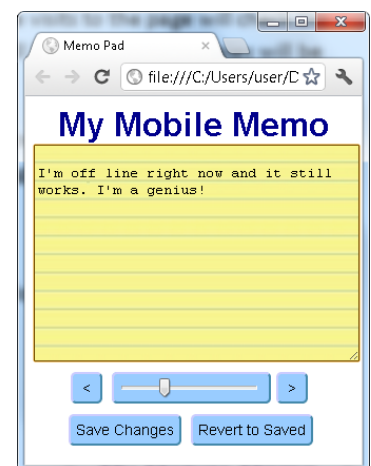 Memo Pad
file:///C:/Users/user/D
My Mobile Memo
I'm off line right now and it still
works. I'm a genius!
< >
Save Changes Revert to Saved